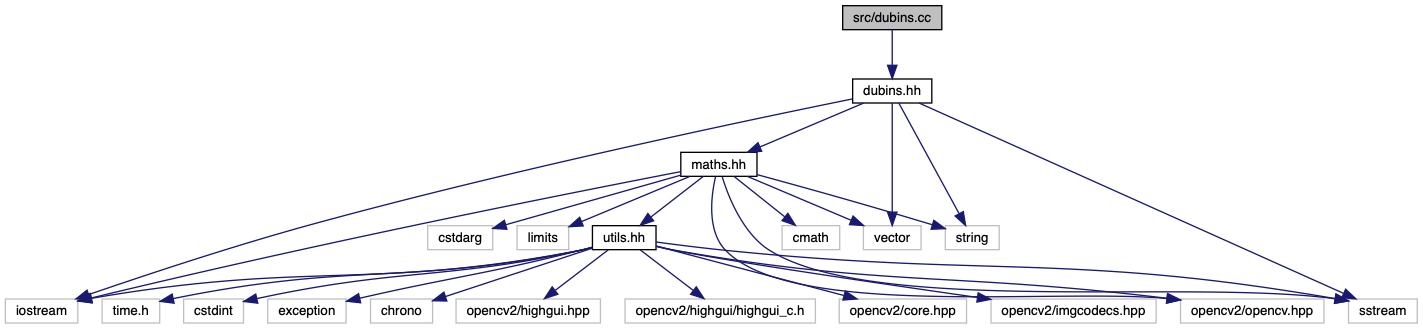 src/dubins.cc
dubins.hh
maths.hh
cstdarg
limits
utils.hh
cmath
vector
string
iostream
time.h
cstdint
exception
chrono
opencv2/highgui.hpp
opencv2/highgui/highgui_c.h
opencv2/core.hpp
opencv2/imgcodecs.hpp
opencv2/opencv.hpp
sstream